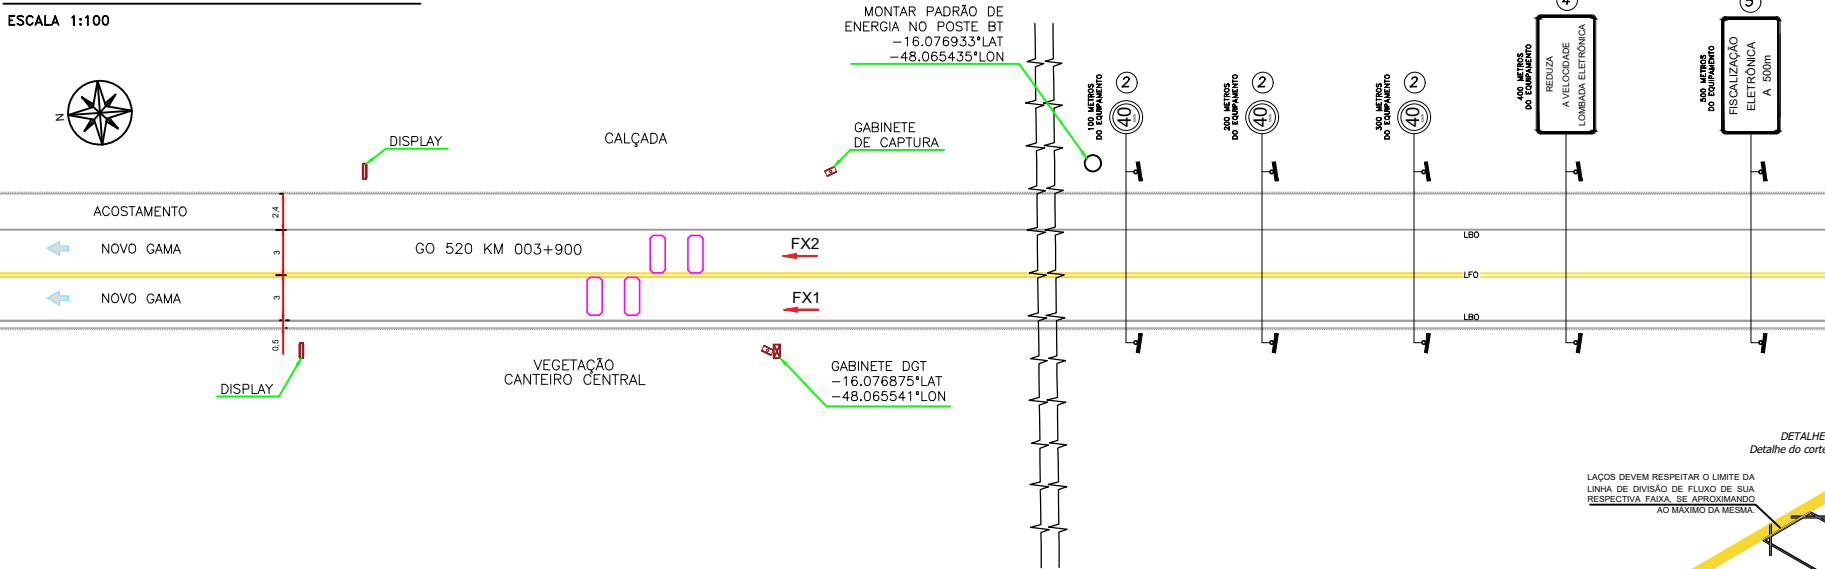 ESCALA 1:100
MONTAR PADRÃO DE
ENERGIA NO POSTE BT
-16.076933°LAT
-48.065435°LON
N
DISPLAY
CALÇADA
GABINETE
DE CAPTURA
100 METROS
DO EQUIPAMENTO
2
40
200 METROS
DO EQUIPAMENTO
2
40
300 METROS
DO EQUIPAMENTO
2
40
400 METROS
DO EQUIPAMENTO
4
REDUZA
A VELOCIDADE
LOMBADA ELETRÔNICA
500 METROS
DO EQUIPAMENTO
5
FISCALIZAÇÃO
ELETRÔNICA
A 500m
ACOSTAMENTO
2,4
NOVO GAMA
3
GO 520 KM 003+900
FX2
LBO
LFO
NOVO GAMA
3
FX1
LBO
0,5
DISPLAY
VEGETAÇÃO
CANTEIRO CENTRAL
GABINETE DGT
-16.076875°LAT
-48.065541°LON
DETALHE
Detalhe do corte
LAÇOS DEVEM RESPEITAR O LIMITE DA
LINHA DE DIVISÃO DE FLUXO DE SUA
RESPECTIVA FAIXA, SE APROXIMANDO
AO MÁXIMO DA MESMA.